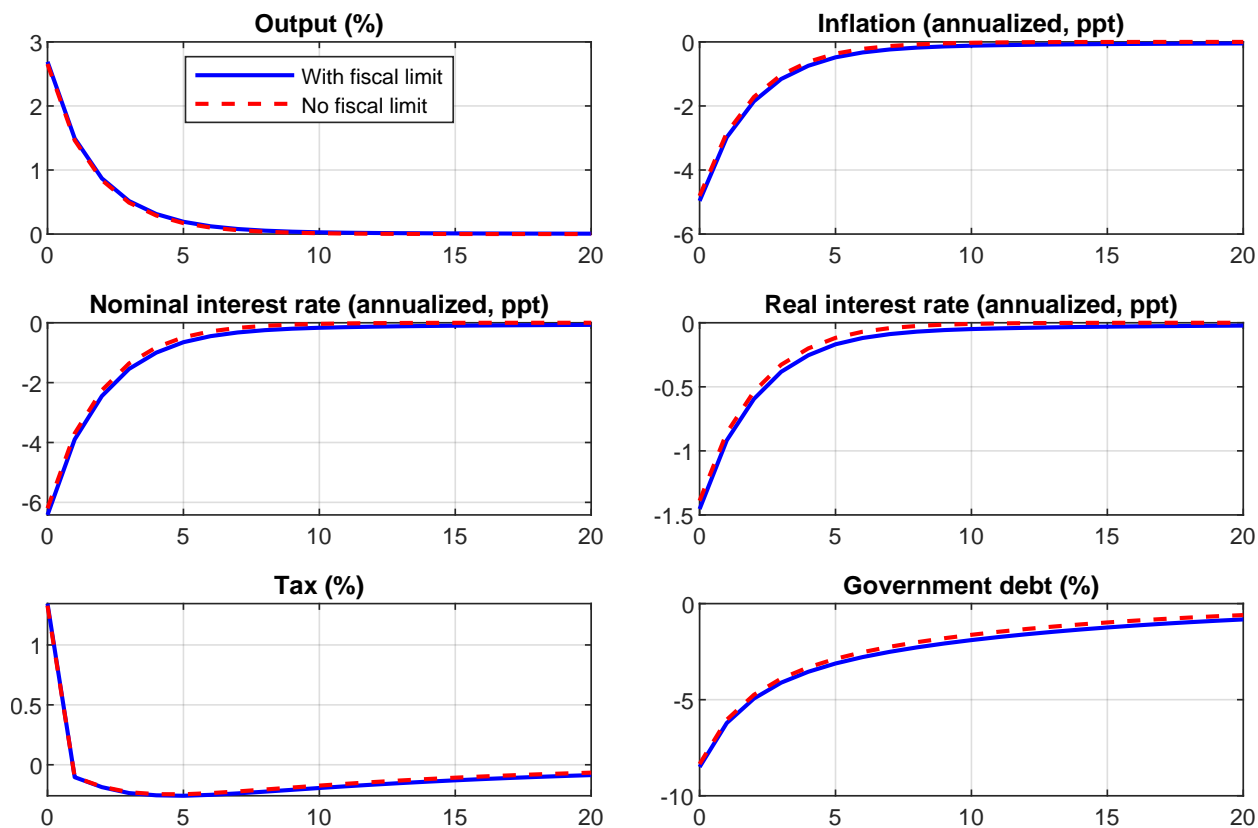 Output (%)
3
2
1
0
With fiscal limit
No fiscal limit
0 5 10 15 20
Inflation (annualized, ppt)
0
-2
-4
-6
0 5 10 15 20
Nominal interest rate (annualized, ppt)
0
-2
-4
-6
0 5 10 15 20
Real interest rate (annualized, ppt)
0
-0.5
-1
-1.5
0 5 10 15 20
Tax (%)
1
0.5
0
0 5 10 15 20
Government debt (%)
0
-5
-10
0 5 10 15 20